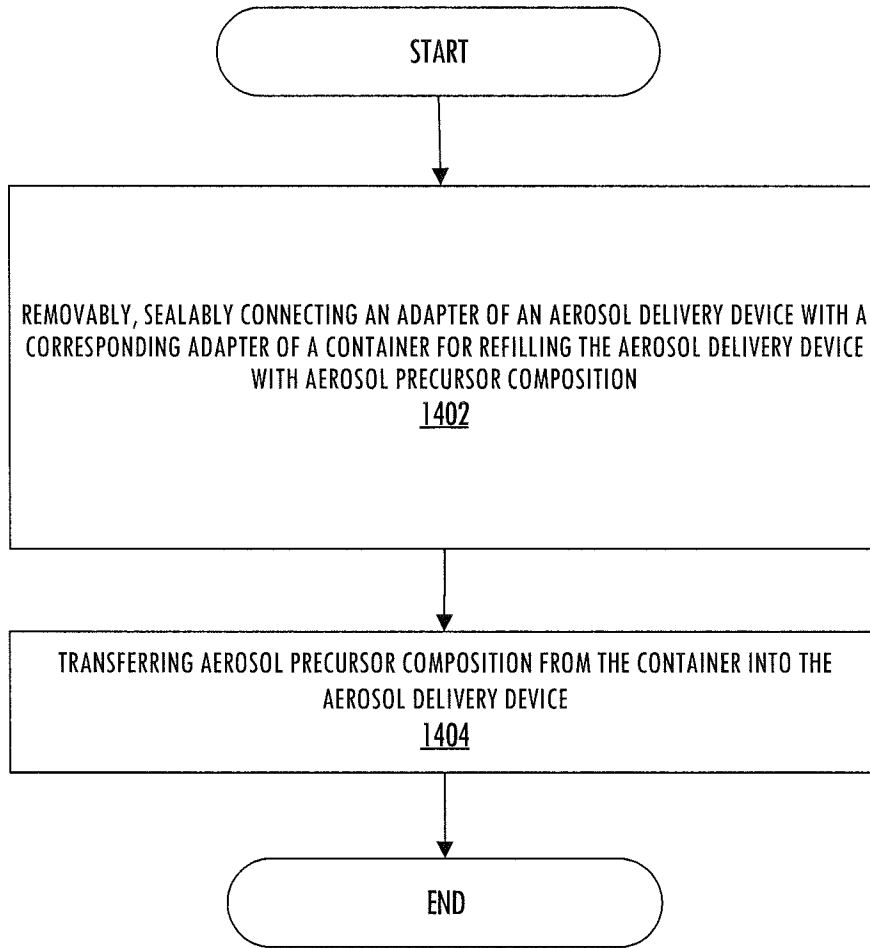 START
REMOVABLY, SEALABLY CONNECTING AN ADAPTER OF AN AEROSOL DELIVERY DEVICE WITH A
CORRESPONDING ADAPTER OF A CONTAINER FOR REFILLING THE AEROSOL DELIVERY DEVICE
WITH AEROSOL PRECURSOR COMPOSITION
1402
TRANSFERRING AEROSOL PRECURSOR COMPOSITION FROM THE CONTAINER INTO THE
AEROSOL DELIVERY DEVICE
1404
END